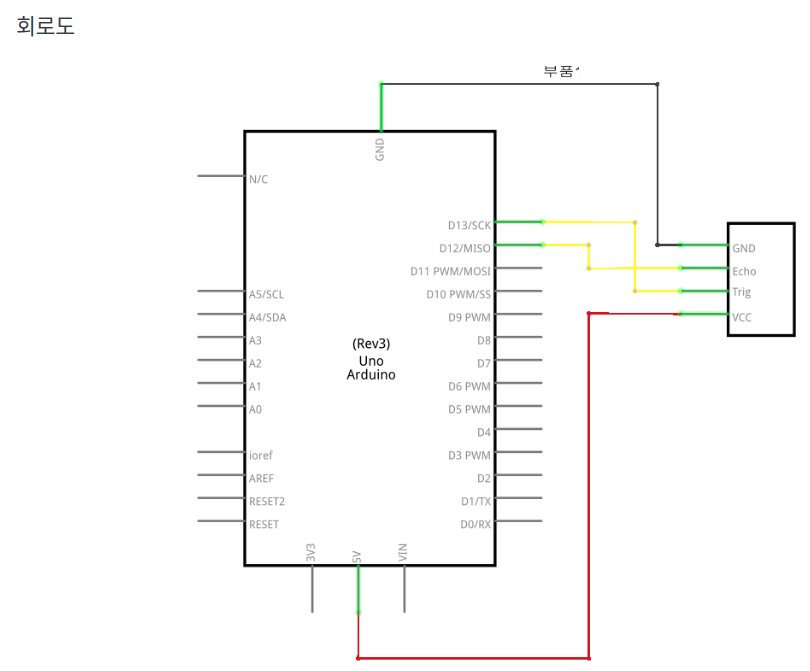 회로도
부품1
GND
N/C
D13/SCK
D12/MISO
D11 PWM/MOSI
D10 PWM/SS
D9 PWM
D8
D7
D6 PWM
D5 PWM
D4
D3 PWM
D2
D1/TX
D0/RX
A5/SCL
A4/SDA
A3
A2
A1
A0
ioref
AREF
RESET2
RESET
(Rev3)
Uno
Arduino
3V3
5V
VIN
GND
Echo
Trig
VCC